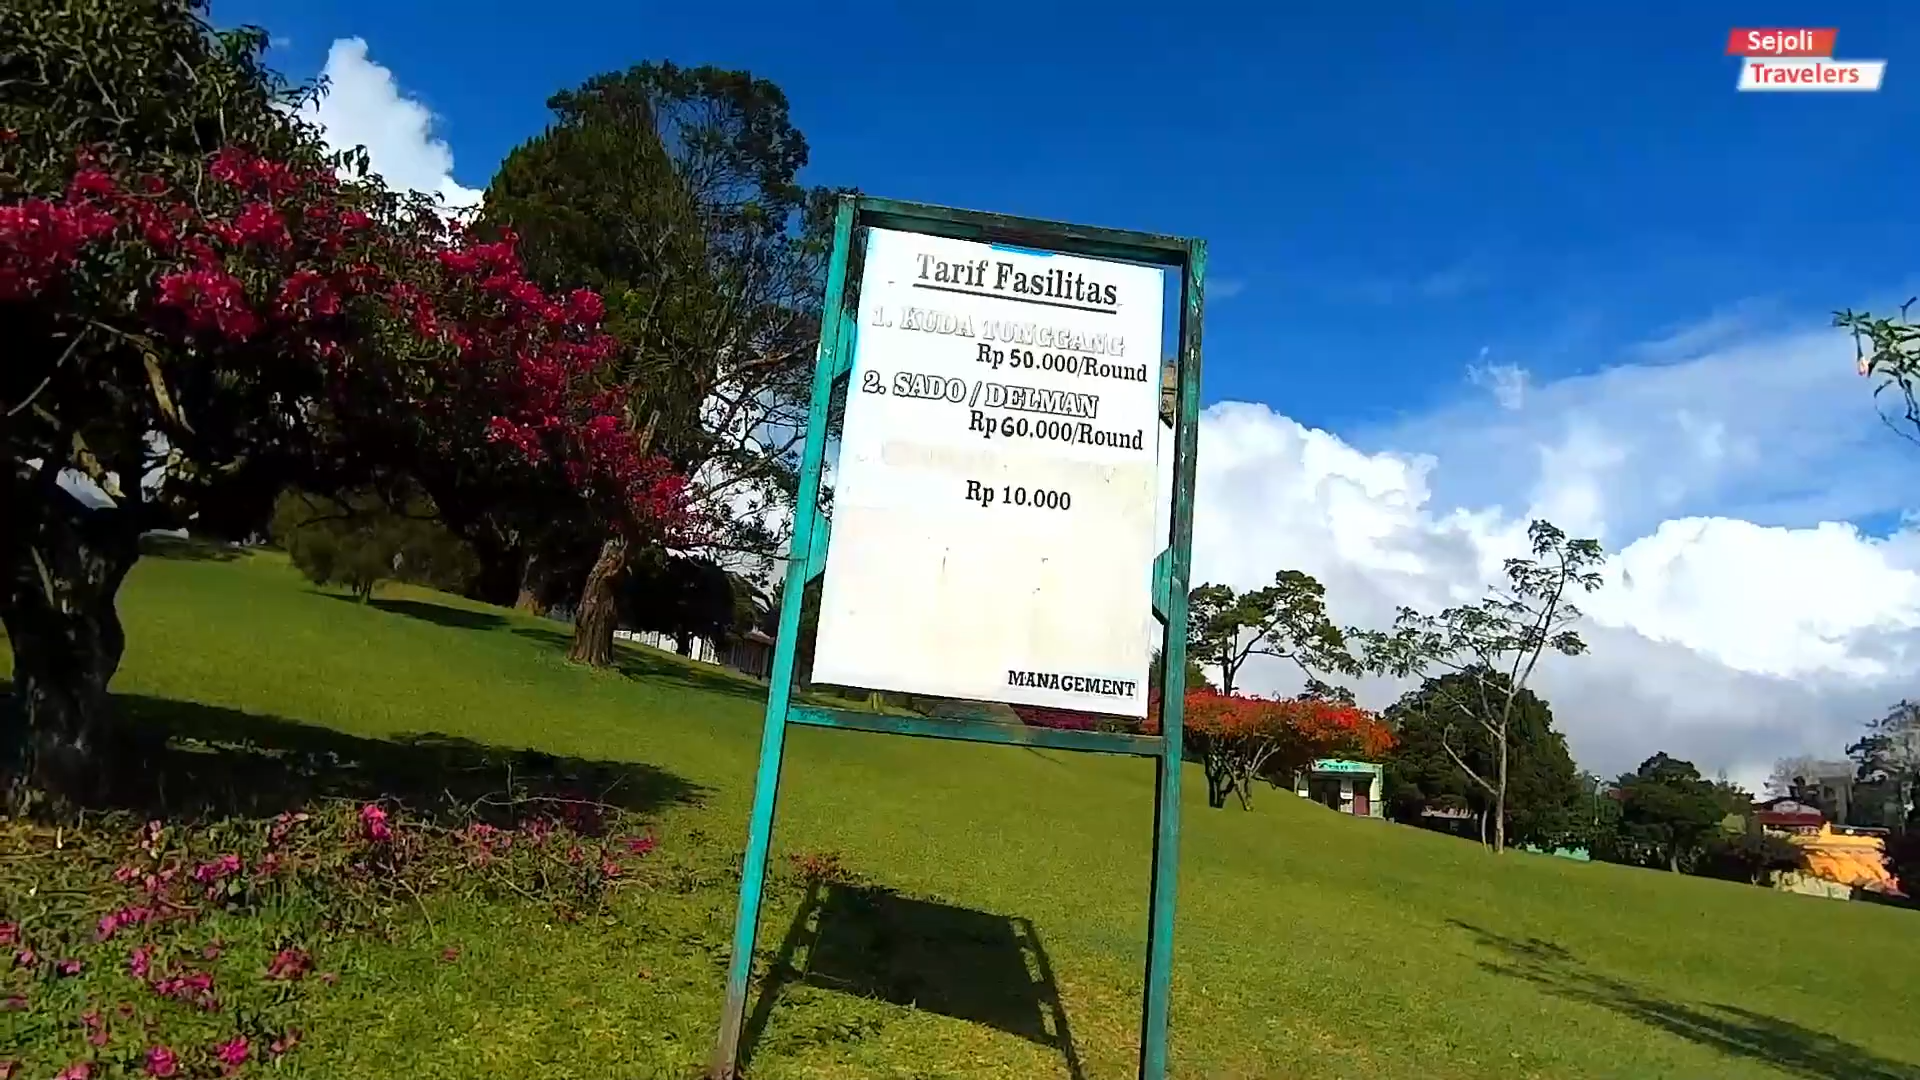 Sejoli
Travelers
Tarif Fasilitas
1. KUDA TUNGGANG
Rp 50.000/Round
2. SADO / DELMAN
Rp 60.000/Round
Rp 10.000
MANAGEMENT